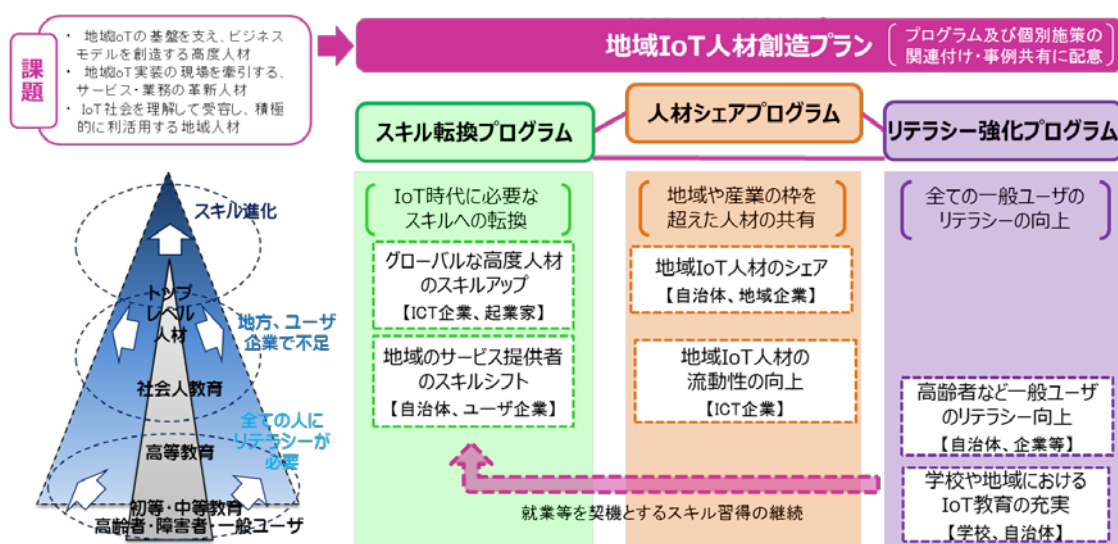 課題
・ 地域IoTの基盤を支え、ビジネス
モデルを創造する高度人材
・ 地域IoT実装の現場を牽引する、
サービス・業務の革新人材
・ IoT社会を理解して受容し、積極
的に利活用する地域人材
地域IoT人材創造プラン
プログラム及び個別施策の
関連付け・事例共有に配意
スキル転換プログラム
人材シェアプログラム
リテラシー強化プログラム
スキル進化
トップ
レベル
人材
地方、ユーザ
企業で不足
社会人教育
全ての人に
リテラシーが
必要
高等教育
初等・中等教育
高齢者・障害者・一般ユーザ
IoT時代に必要な
スキルへの転換
グローバルな高度人材
のスキルアップ
【ICT企業、起業家】
地域のサービス提供者
のスキルシフト
【自治体、ユーザ企業】
地域や産業の枠を
超えた人材の共有
地域IoT人材のシェア
【自治体、地域企業】
地域IoT人材の
流動性の向上
【ICT企業】
全ての一般ユーザの
リテラシーの向上
高齢者など一般ユーザ
のリテラシー向上
【自治体、企業等】
学校や地域における
IoT教育の充実
【学校、自治体】
就業等を契機とするスキル習得の継続